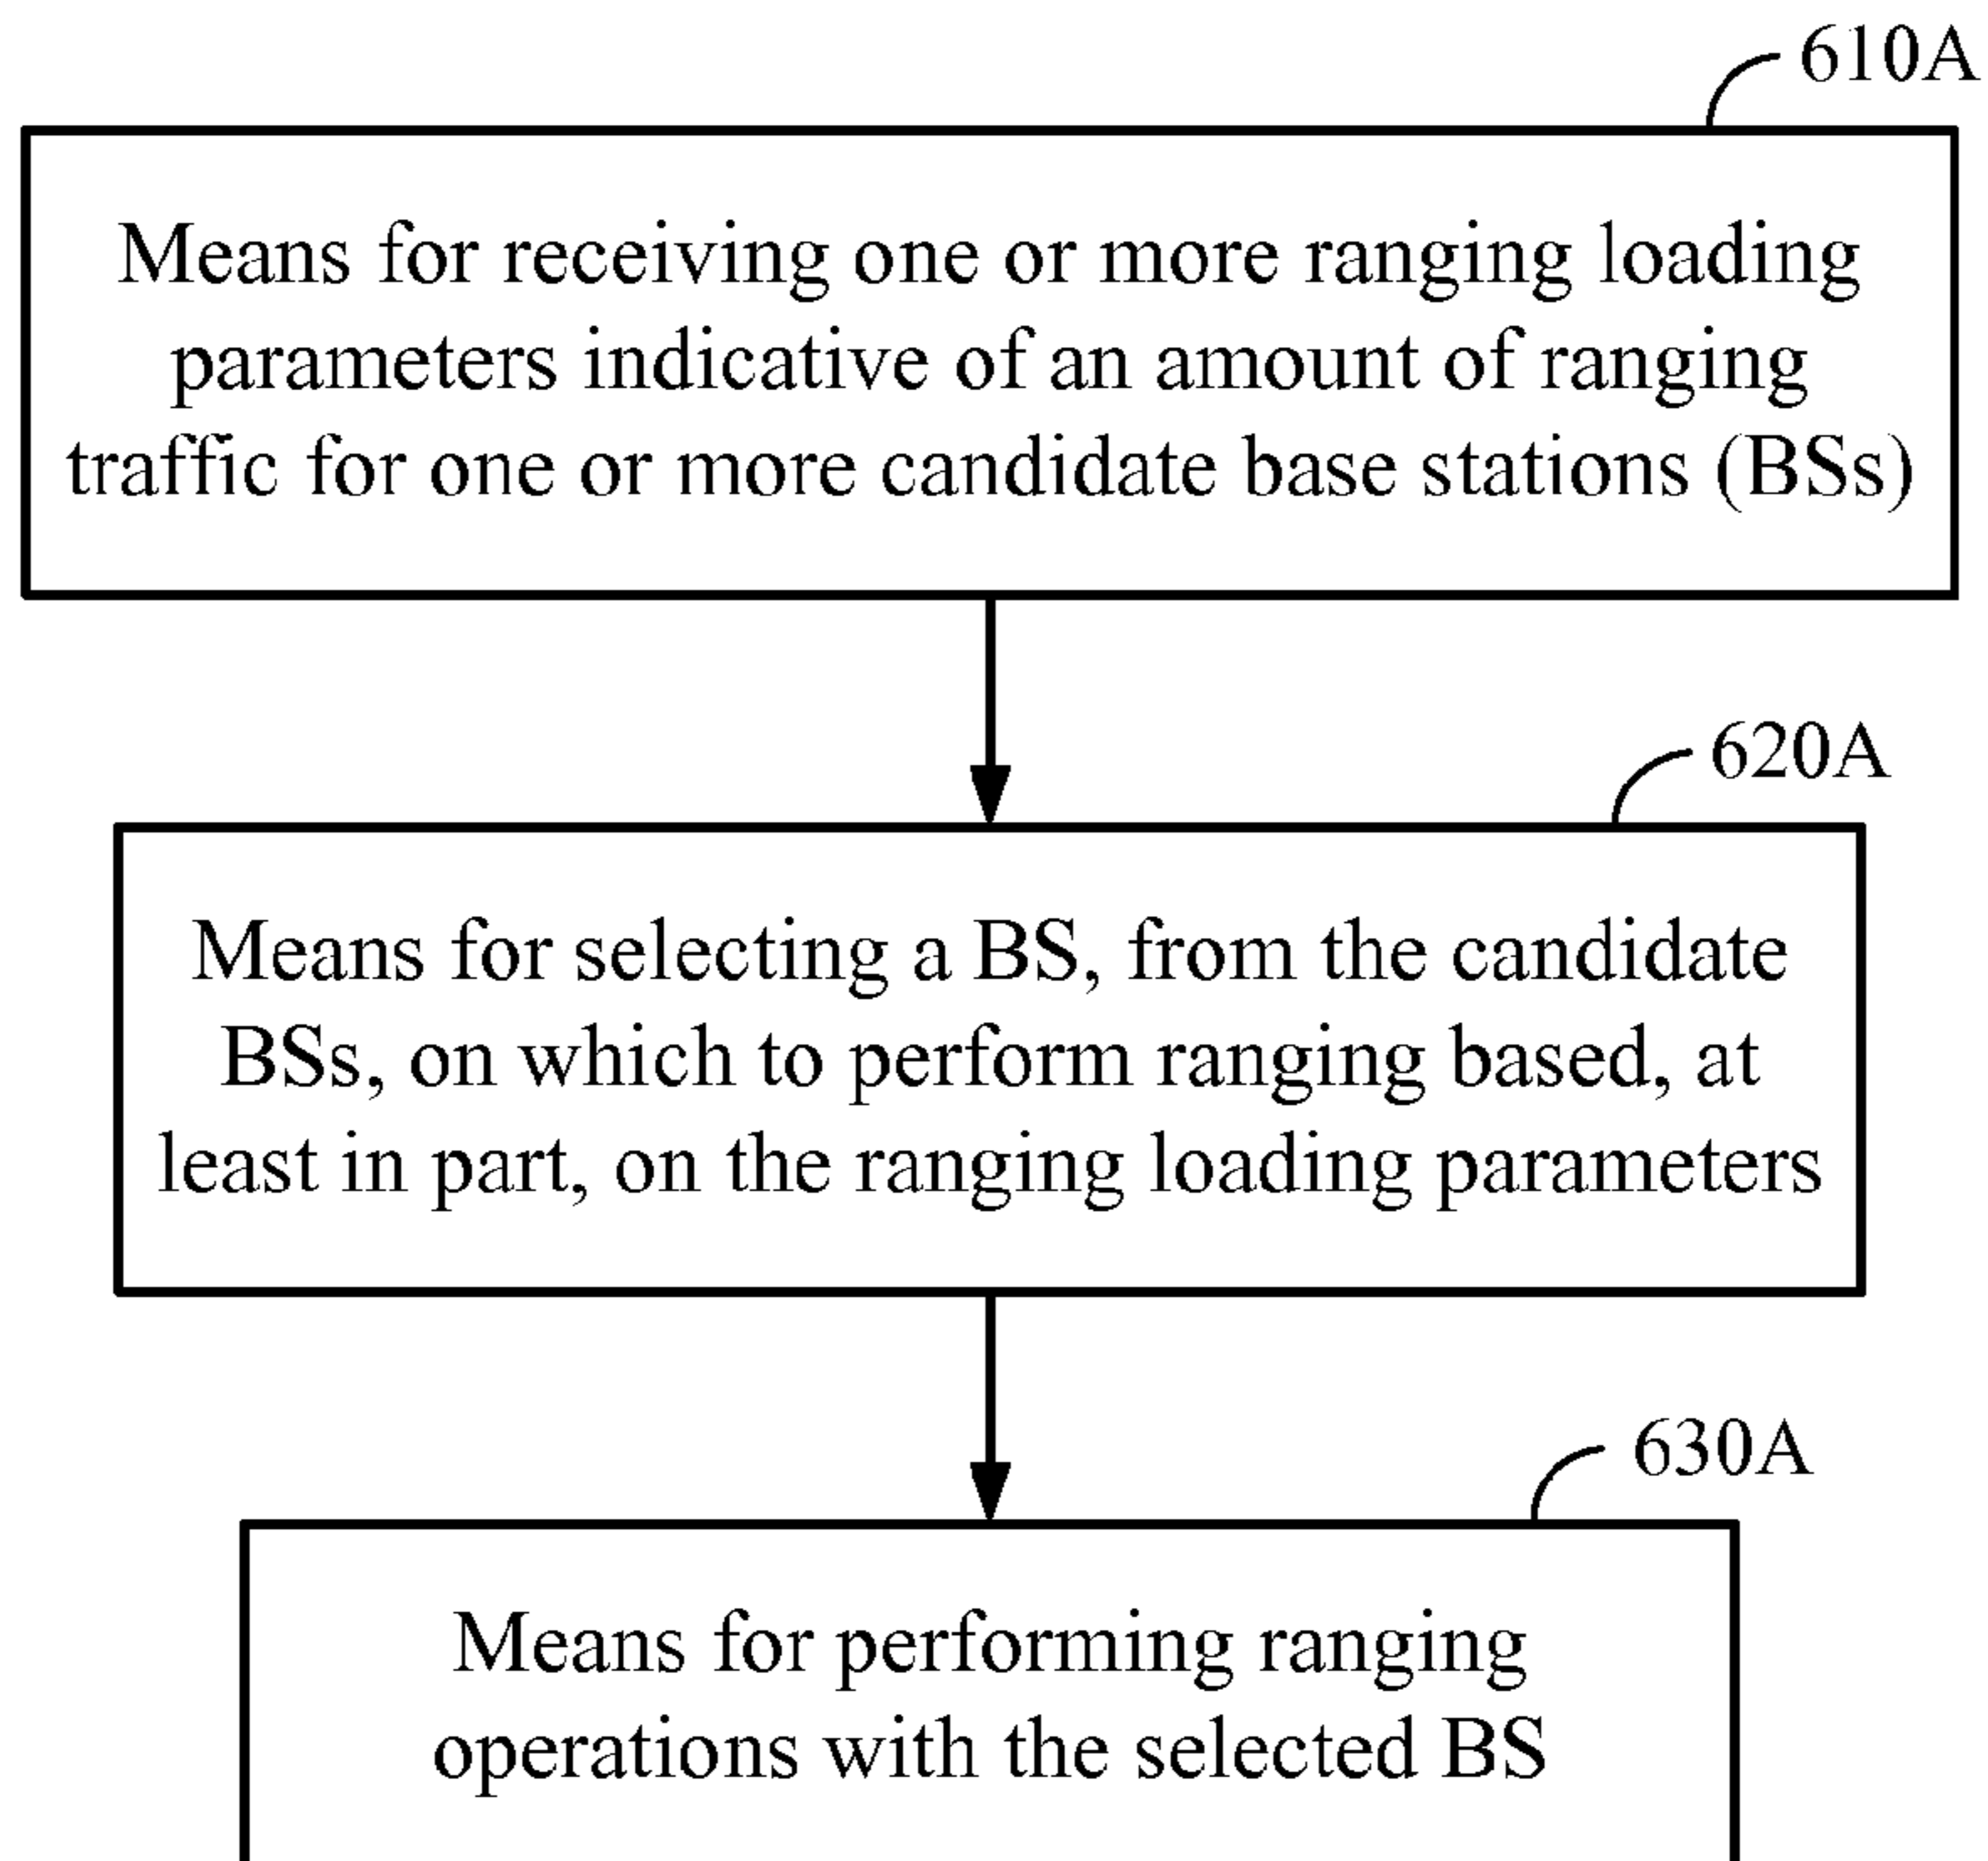 610A
Means for receiving one or more ranging loading
parameters indicative of an amount of ranging
traffic for one or more candidate base stations (BSs)
620A
Means for selecting a BS, from the candidate
BSs, on which to perform ranging based, at
least in part, on the ranging loading parameters
630A
Means for performing ranging
operations with the selected BS